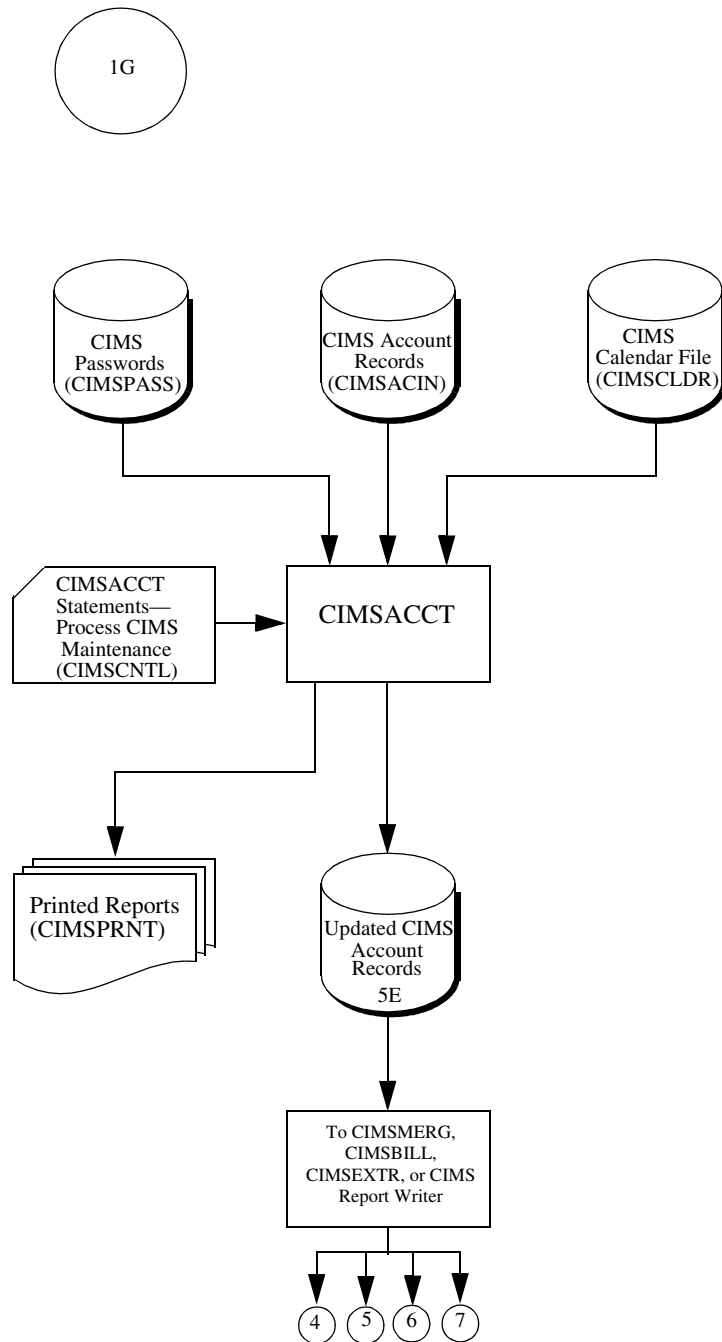 1G
CIMS
Passwords
(CIMSPASS)
CIMS Account
Records
(CIMSACIN)
CIMS
Calendar File
(CIMSCLDR)
CIMSACCT
Statements—
Process CIMS
Maintenance
(CIMSCNTL)
CIMSACCT
Printed Reports
(CIMSPRNT)
Updated CIMS
Account
Records
5E
To CIMSMERG,
CIMSBILL,
CIMSEXTR, or CIMS
Report Writer
4 5 6 7